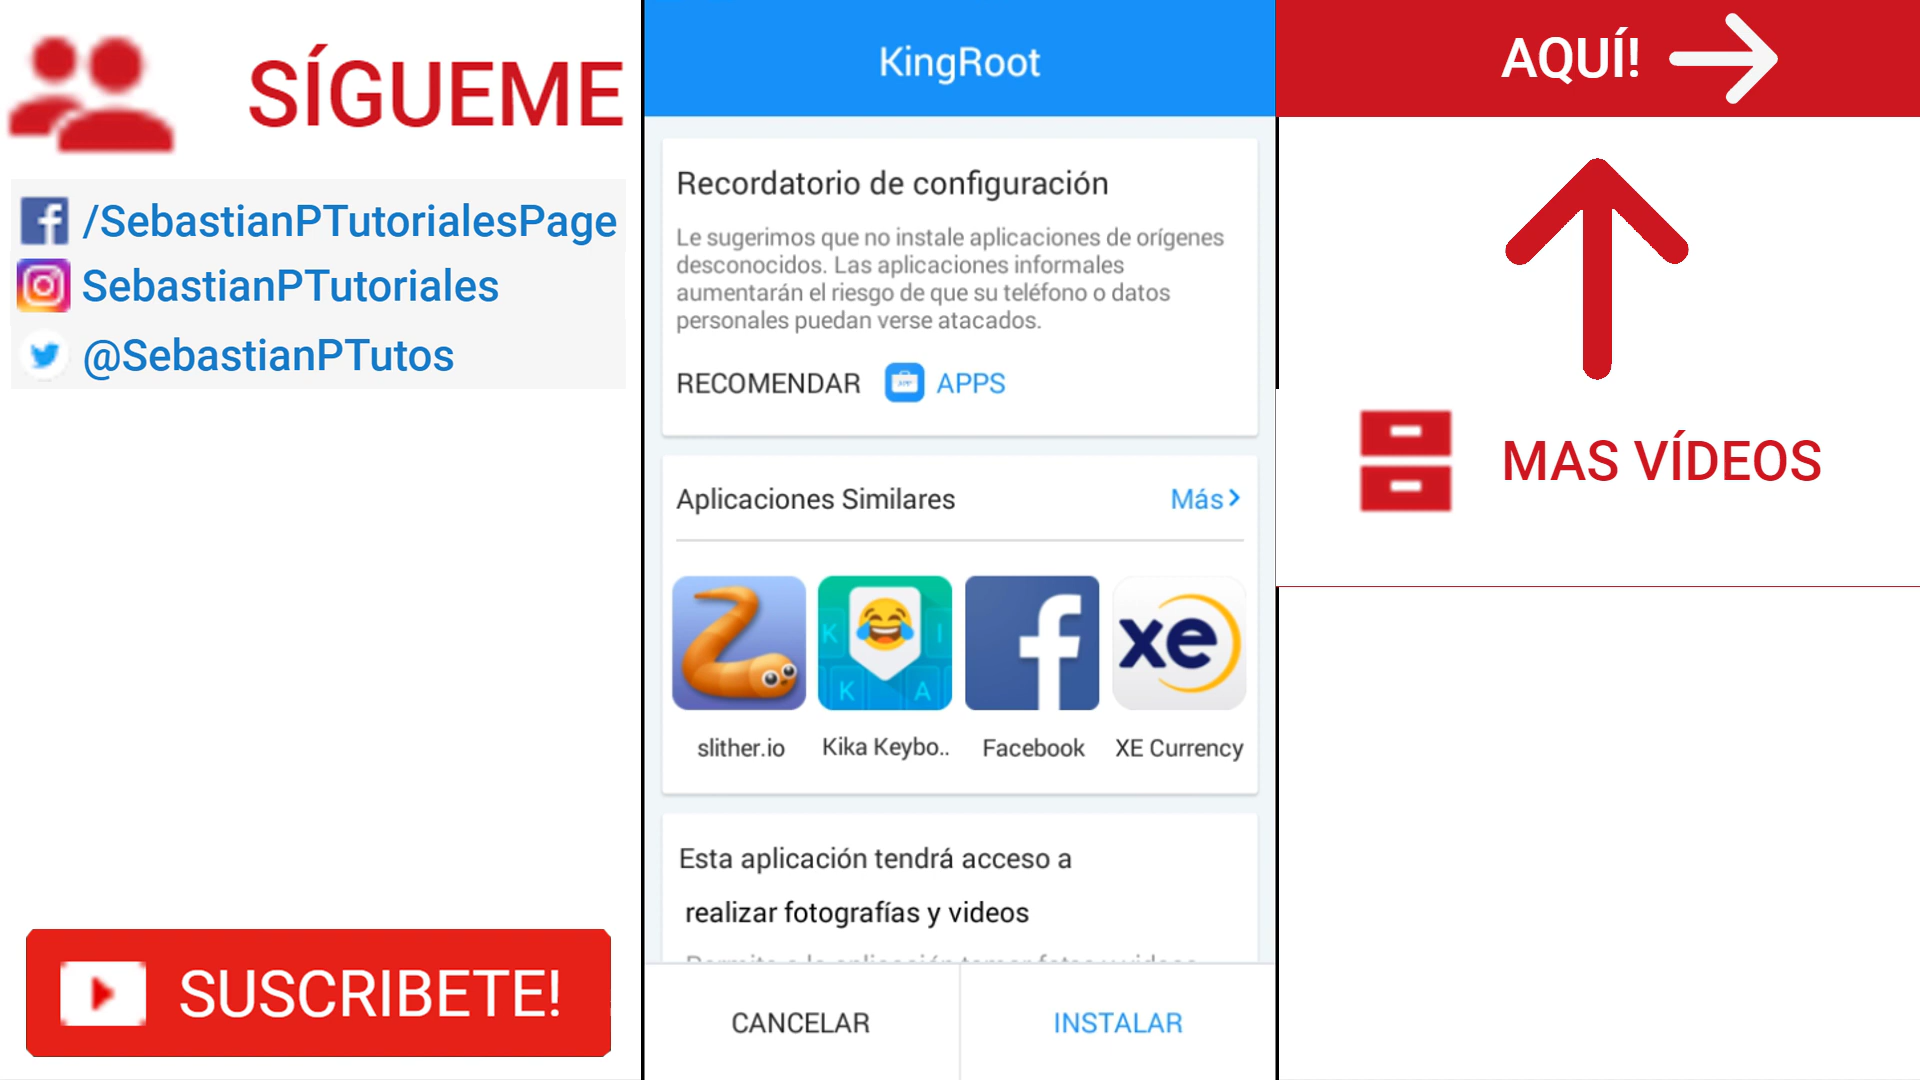 SÍGUEME
/SebastianPTutorialesPage
SebastianPTutoriales
@SebastianPTutos
SUSCRIBETE!
KingRoot
Recordatorio de configuración
Le sugerimos que no instale aplicaciones de orígenes
desconocidos. Las aplicaciones informales
aumentarán el riesgo de que su teléfono o datos
personales puedan verse atacados.
RECOMENDAR APPS
Aplicaciones Similares Más
xe
slither.io Kika Keybo.. Facebook XE Currency
Esta aplicación tendrá acceso a
realizar fotografías y videos
CANCELAR INSTALAR
AQUÍ!
MAS VÍDEOS